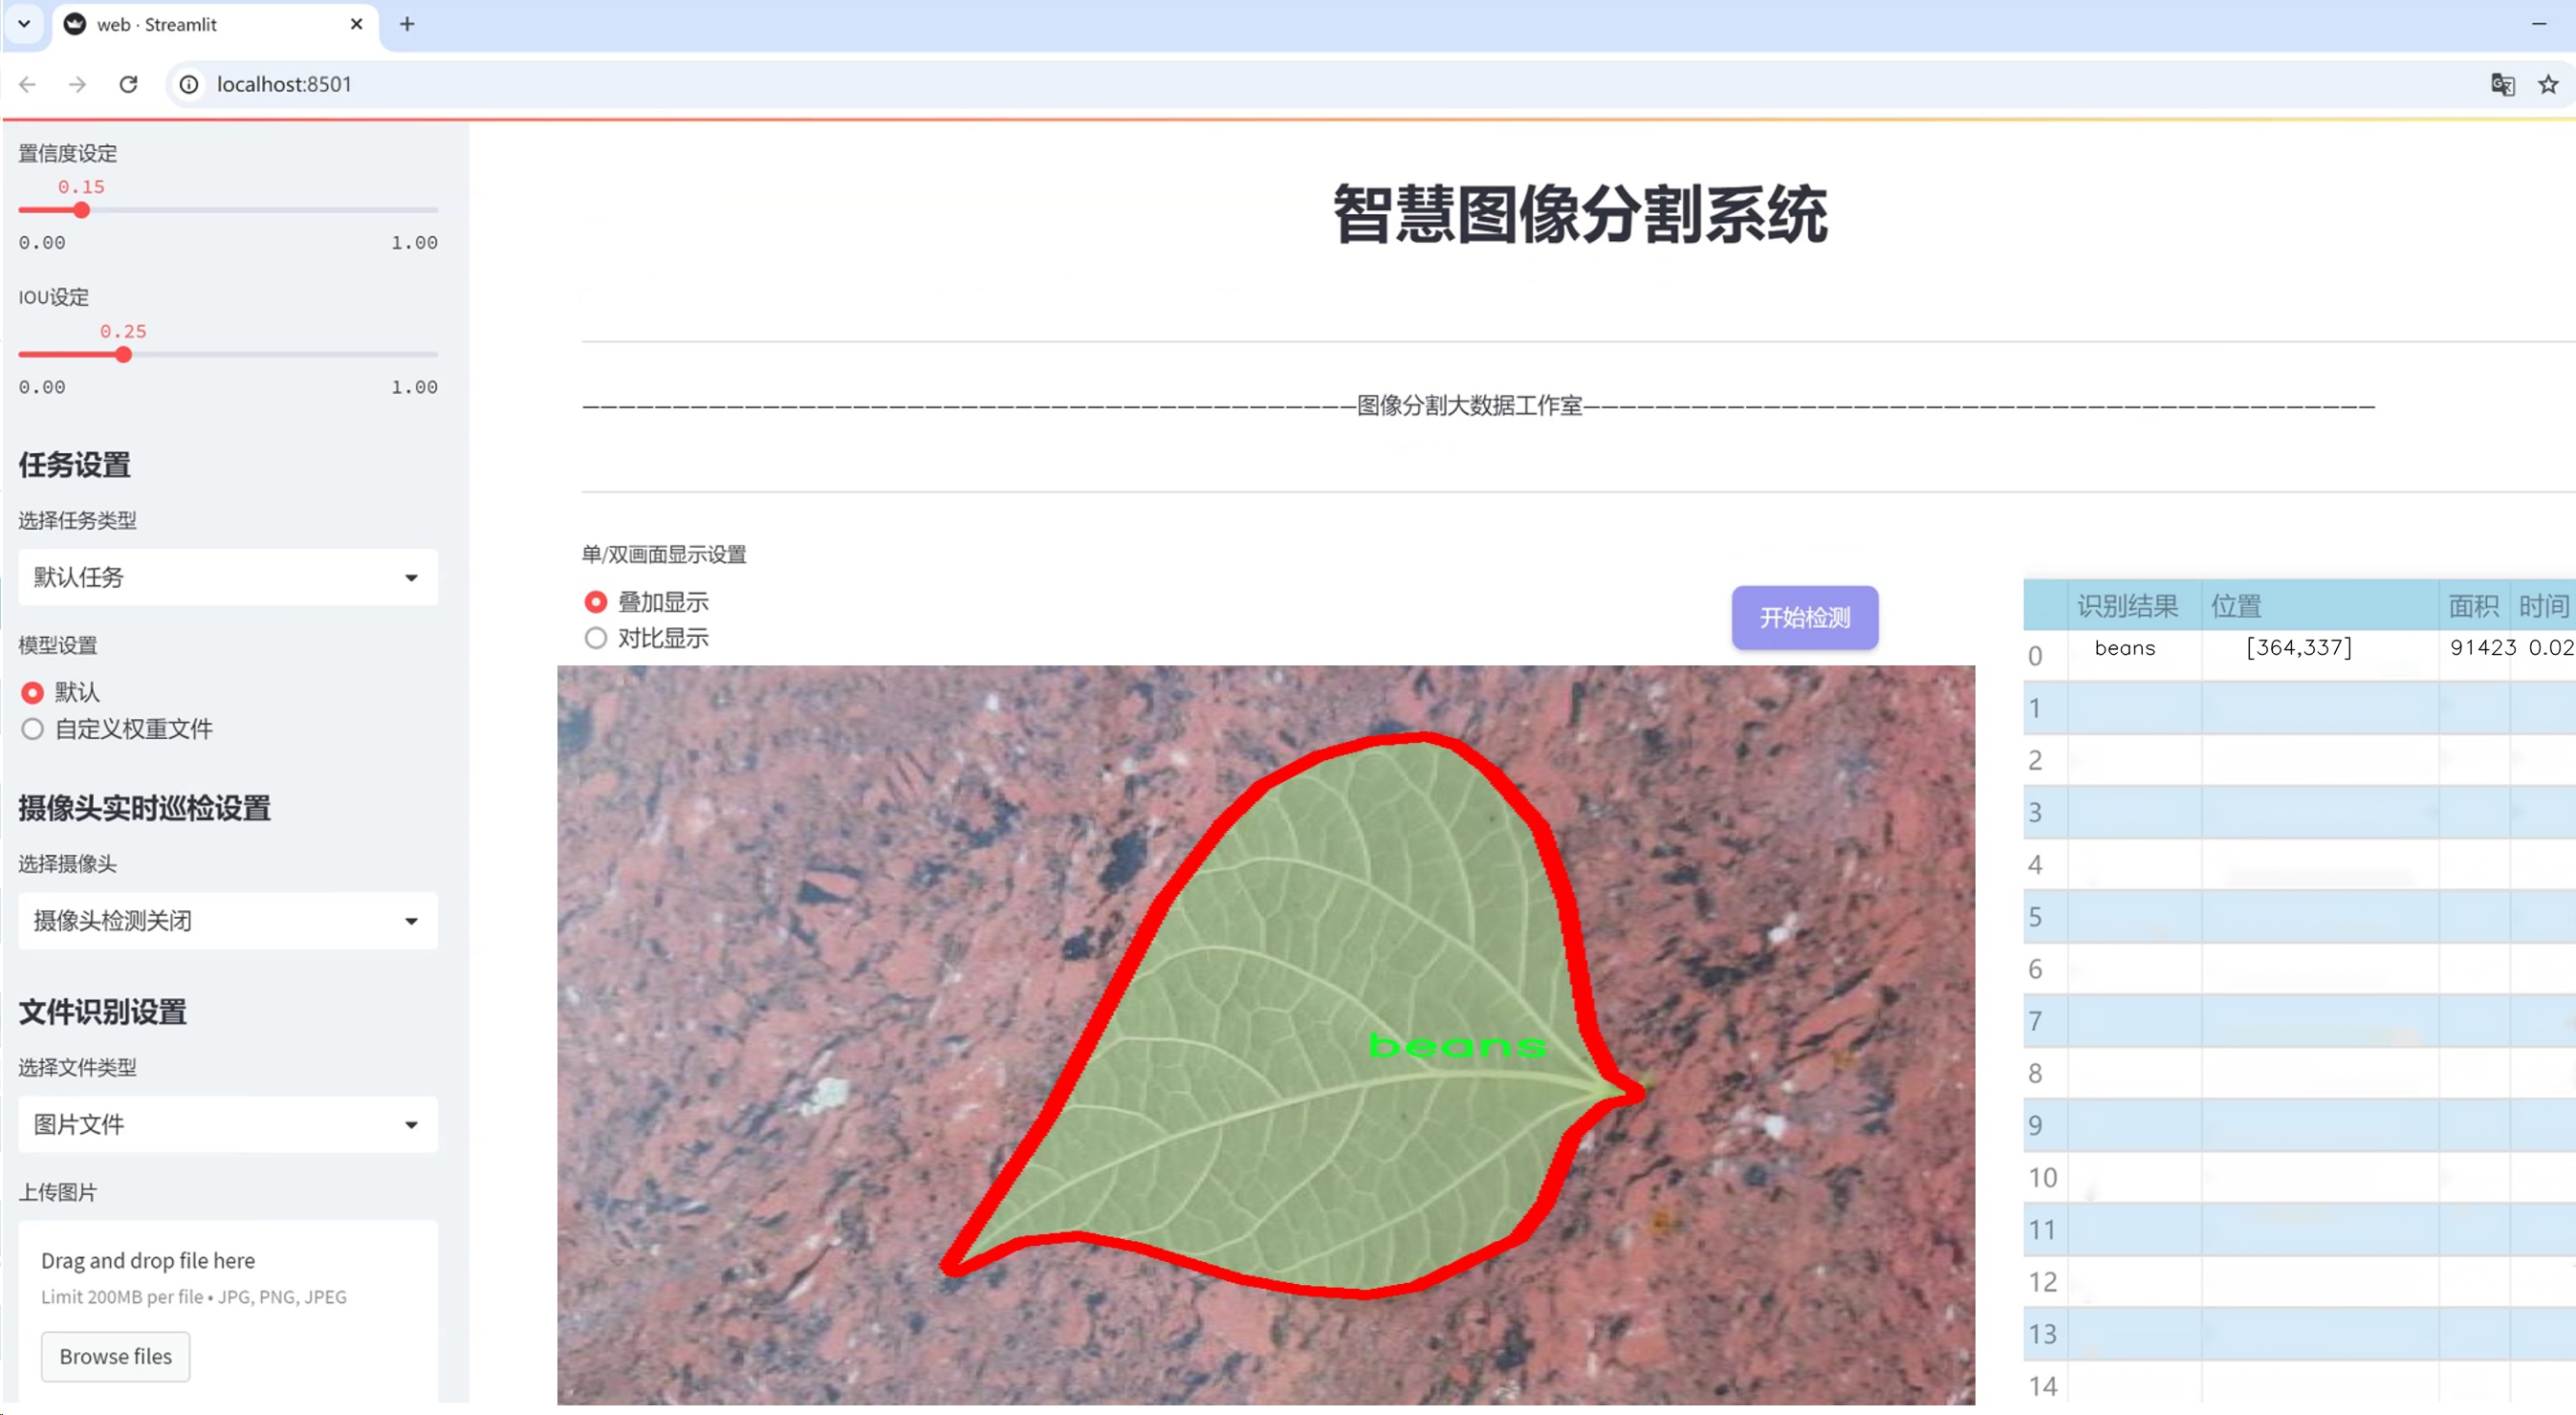 web · Streamlit
localhost:8501
置信度设定
0.15
0.00 1.00
IOU设定
0.25
0.00 1.00
任务设置
选择任务类型
默认任务
模型设置
默认
自定义权重文件
摄像头实时巡检设置
选择摄像头
摄像头检测关闭
文件识别设置
选择文件类型
图片文件
上传图片
Drag and drop file here
Limit 200MB per file • JPG, PNG, JPEG
Browse files
智慧图像分割系统
———————————————————————————————————————————图像分割大数据工作室————————————————————————————————————————————
单/双画面显示设置
叠加显示
对比显示
开始检测
beans
识别结果 位置 面积 时间
0 beans [364,337] 91423 0.02
1
2
3
4
5
6
7
8
9
10
11
12
13
14